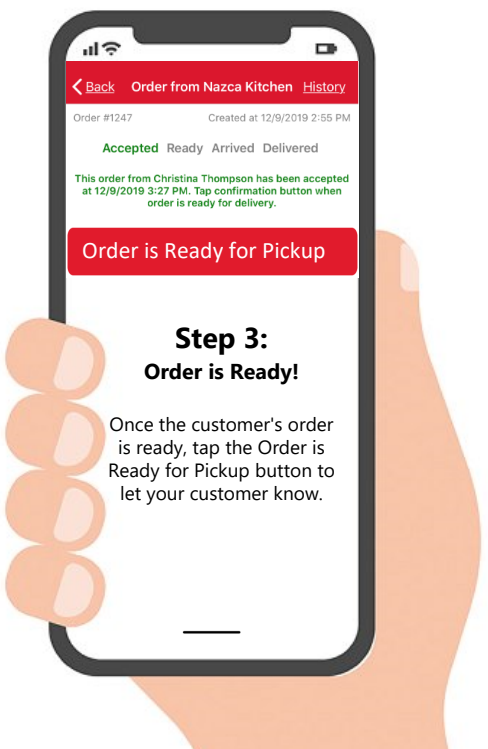 Back Order from Nazca Kitchen History
Order #1247 Created at 12/9/2019 2:55 PM
Accepted Ready Arrived Delivered
This order from Christina Thompson has been accepted
at 12/9/2019 3:27 PM. Tap confirmation button when
order is ready for delivery.
Order is Ready for Pickup
Step 3:
Order is Ready!
Once the customer's order
is ready, tap the Order is
Ready for Pickup button to
let your customer know.